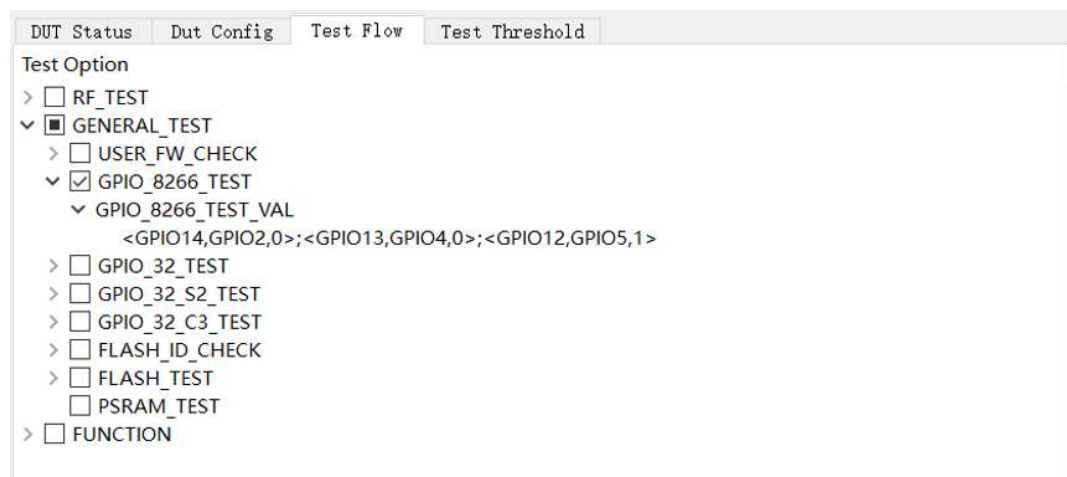 DUT Status Dut Config Test Flow Test Threshold
Test Option
RF_TEST
GENERAL_TEST
USER_FW_CHECK
GPIO_8266_TEST
GPIO_8266_TEST_VAL
<GPIO14,GPIO2,0>;<GPIO13,GPIO4,0>;<GPIO12,GPIO5,1>
GPIO_32_TEST
GPIO_32_S2_TEST
GPIO_32_C3_TEST
FLASH_ID_CHECK
FLASH_TEST
PSRAM_TEST
FUNCTION